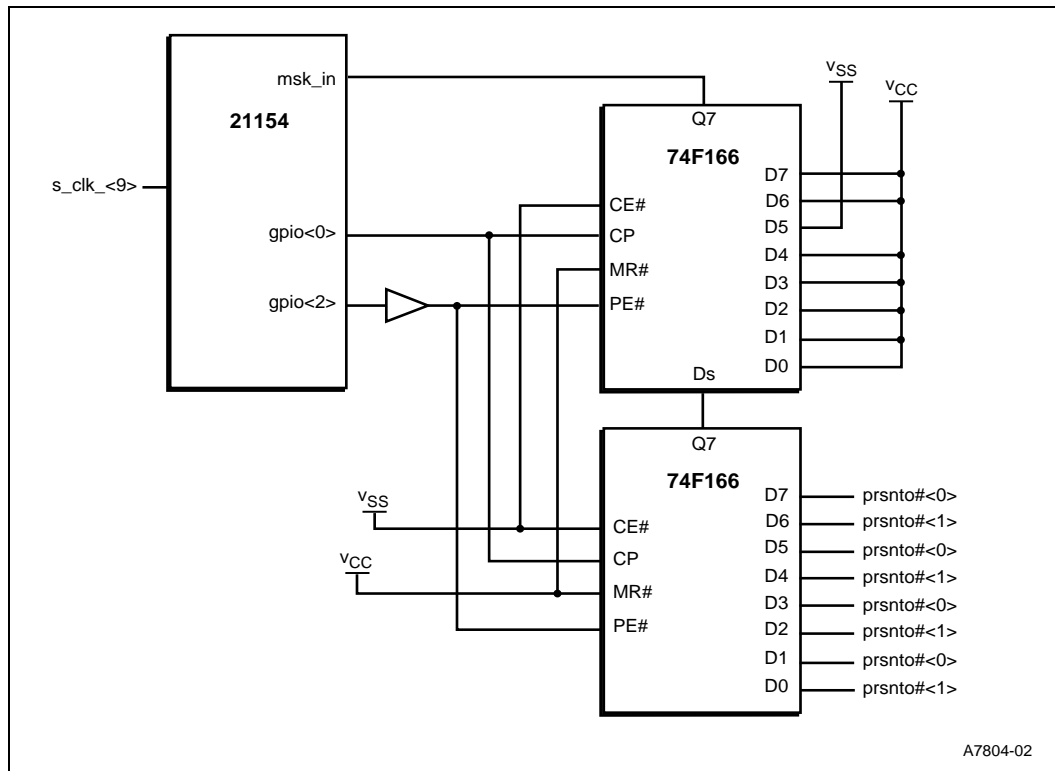 msk_in
21154
s_clk_<9>
gpio<0>
gpio<2>
vSS
vCC
Q7
74F166
D7
D6
D5
D4
D3
D2
D1
D0
CE#
CP
MR#
PE#
Ds
Q7
74F166
vSS
vCC
CE#
CP
MR#
PE#
D7 prsnto#<0>
D6 prsnto#<1>
D5 prsnto#<0>
D4 prsnto#<1>
D3 prsnto#<0>
D2 prsnto#<1>
D1 prsnto#<0>
D0 prsnto#<1>
A7804-02